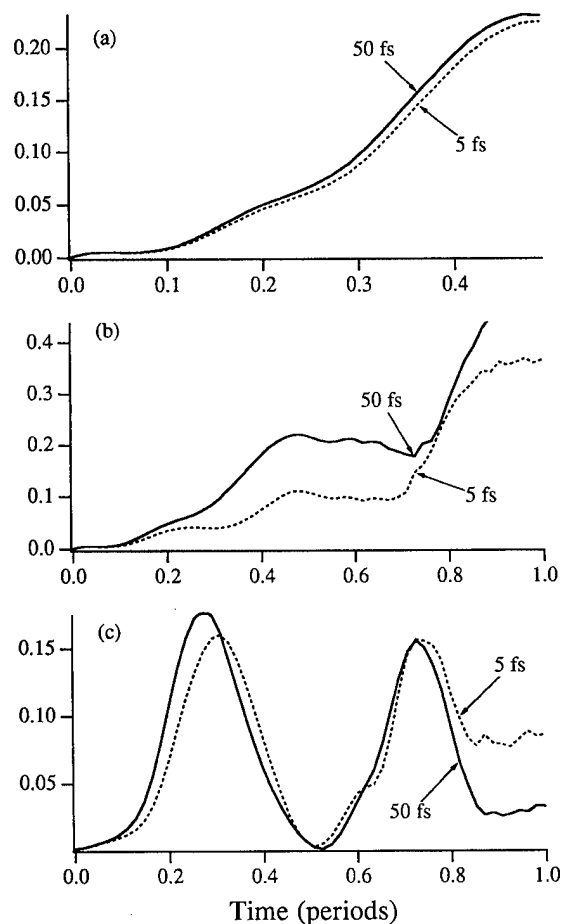 (a)
0.20
0.15
0.10
0.05
0.00
50 fs
5 fs
0.0 0.1 0.2 0.3 0.4
(b)
0.4
0.3
0.2
0.1
0.0
50 fs
5 fs
0.0 0.2 0.4 0.6 0.8 1.0
(c)
0.15
0.10
0.05
5 fs
50 fs
0.0 0.2 0.4 0.6 0.8 1.0
Time (periods)